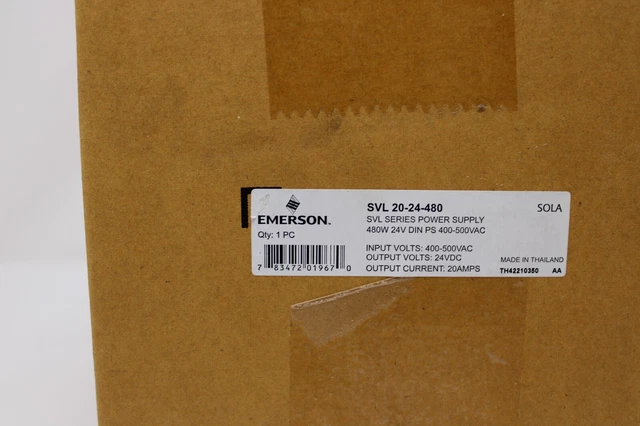 EMERSON™
Qty: 1 PC
7 83472 01967 0
SVL 20-24-480
SVL SERIES POWER SUPPLY
480W 24V DIN PS 400-500VAC
INPUT VOLTS: 400-500VAC
OUTPUT VOLTS: 24VDC
OUTPUT CURRENT: 20AMPS
SOLA
MADE IN THAILAND
TH42210350 AA